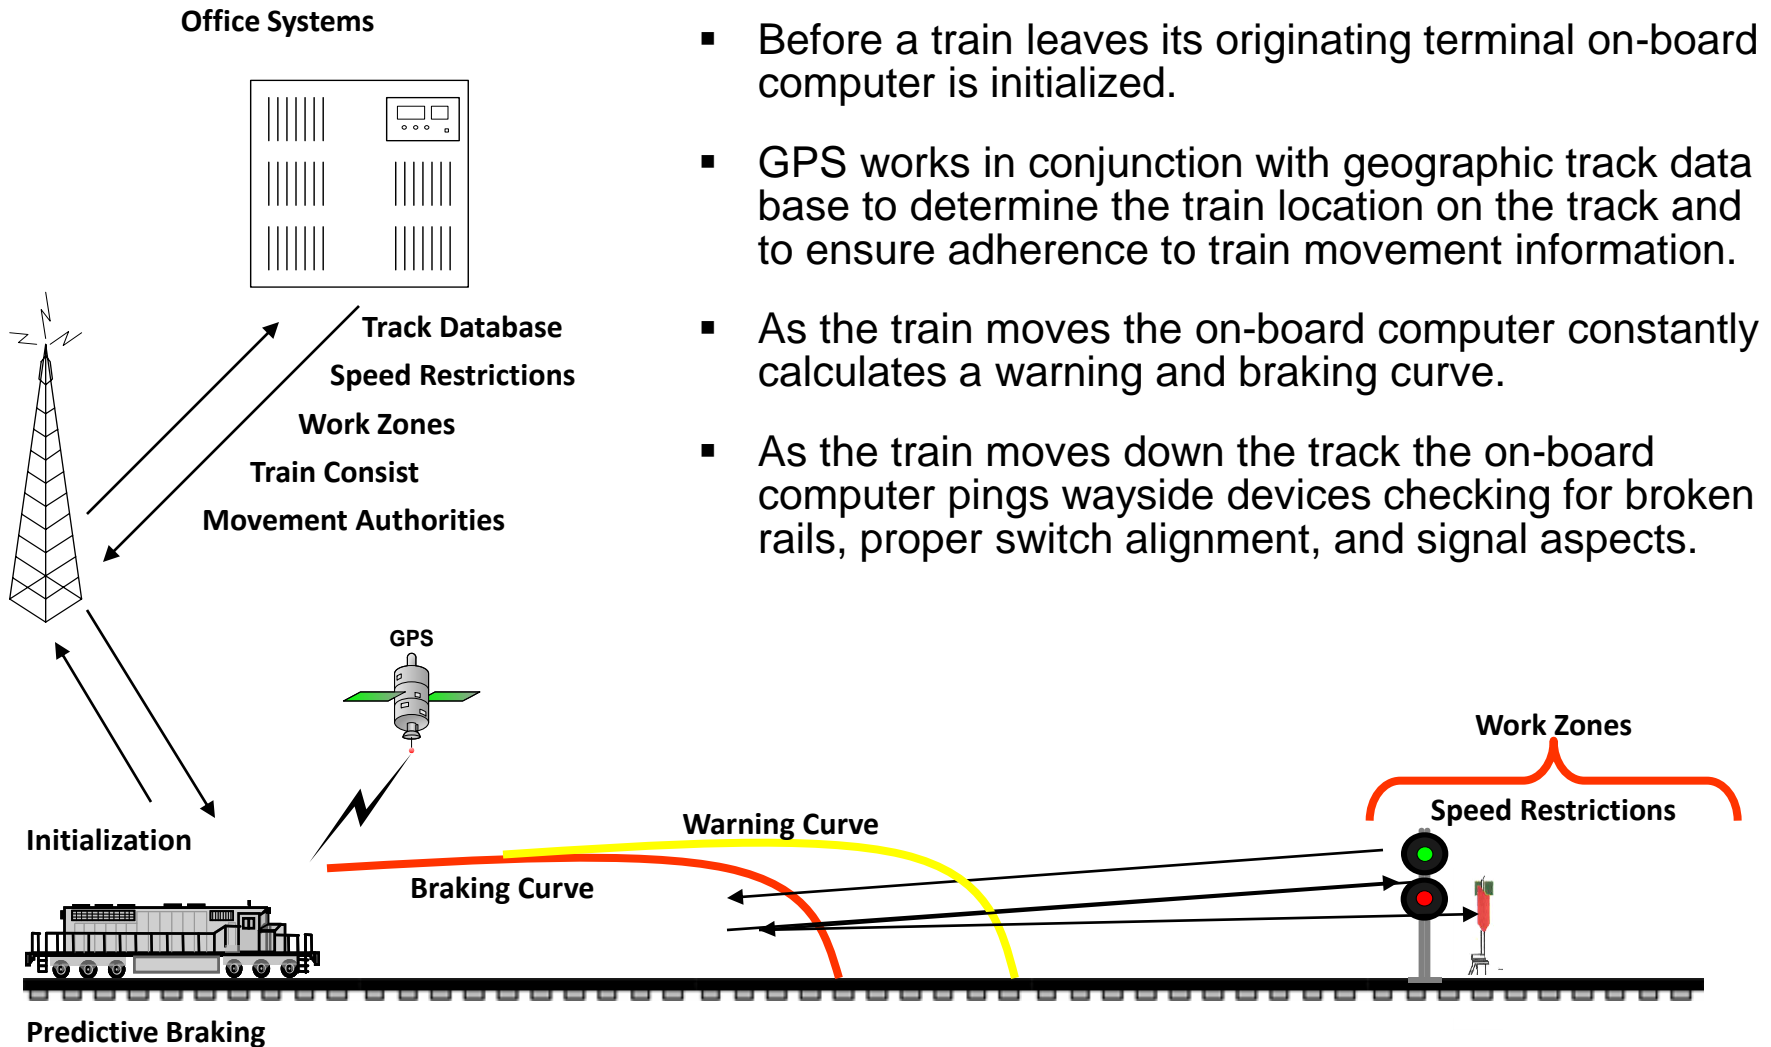 Office Systems
▪ Before a train leaves its originating terminal on-board
computer is initialized.
▪ GPS works in conjunction with geographic track data
base to determine the train location on the track and
to ensure adherence to train movement information.
▪ As the train moves the on-board computer constantly
calculates a warning and braking curve.
▪ As the train moves down the track the on-board
computer pings wayside devices checking for broken
rails, proper switch alignment, and signal aspects.
Track Database
Speed Restrictions
Work Zones
Train Consist
Movement Authorities
GPS
Work Zones
Speed Restrictions
Initialization
Warning Curve
Braking Curve
Predictive Braking